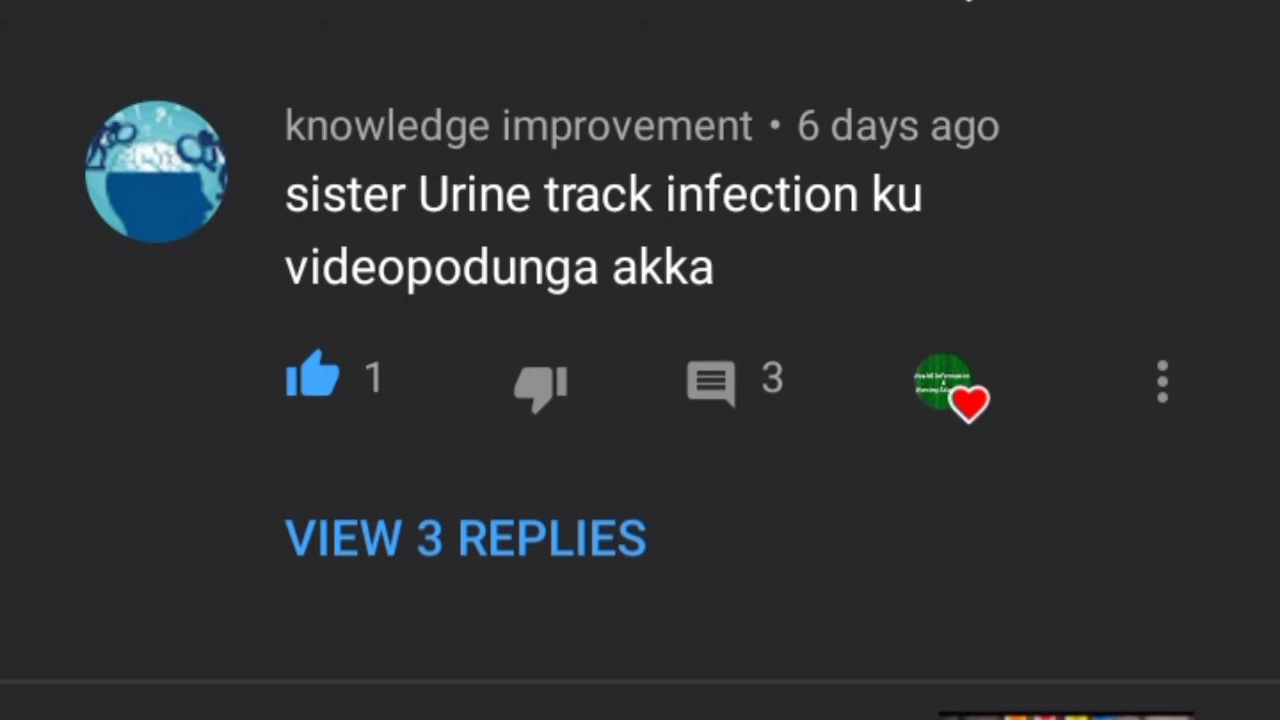 knowledge improvement • 6 days ago
sister Urine track infection ku
videopodunga akka
1
3
VIEW 3 REPLIES